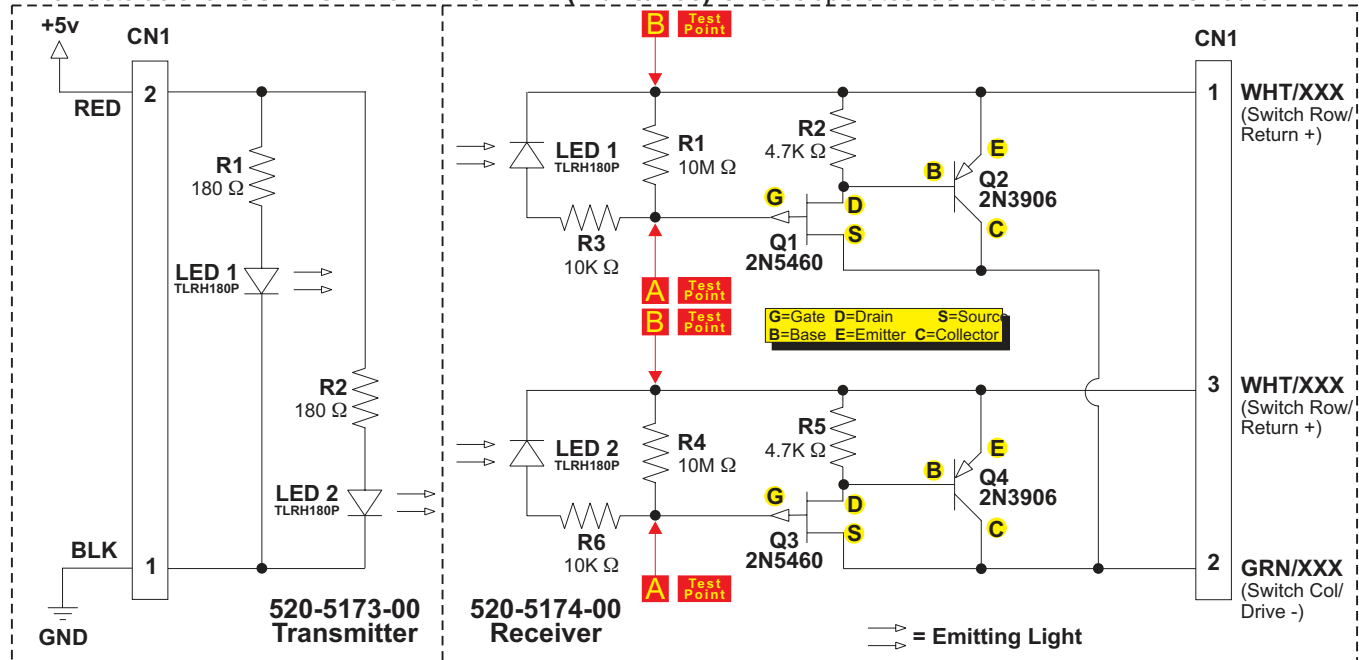 +5v
CN1
2
RED
R1
180 Ω
LED 1
TLRH180P
R2
180 Ω
LED 2
TLRH180P
BLK
1
GND
520-5173-00
Transmitter
B
Test
Point
CN1
1
WHT/XXX
(Switch Row/
Return +)
LED 1
TLRH180P
R1
10M Ω
R2
4.7K Ω
R3
10K Ω
G
D
S
Q1
2N5460
B
E
Q2
2N3906
C
A
Test
Point
B
Test
Point
G=Gate D=Drain S=Source
B=Base E=Emitter C=Collector
3
WHT/XXX
(Switch Row/
Return +)
LED 2
TLRH180P
R4
10M Ω
R5
4.7K Ω
R6
10K Ω
G
D
S
Q3
2N5460
B
E
Q4
2N3906
C
A
Test
Point
2
GRN/XXX
(Switch Col/
Drive -)
520-5174-00
Receiver
= Emitting Light